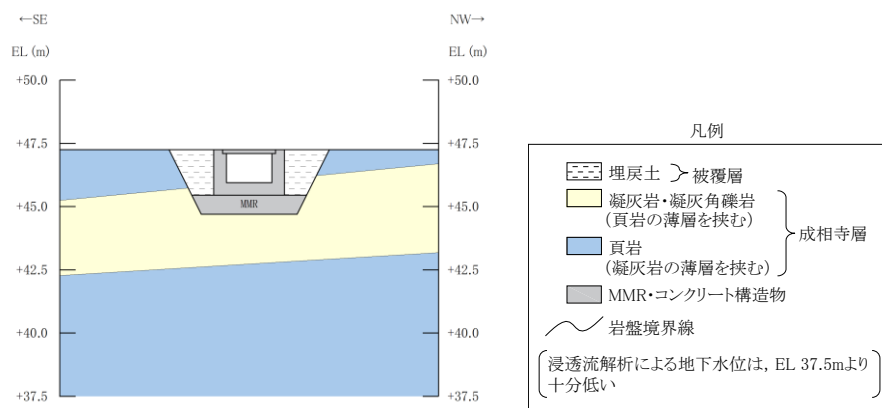 ←SE
NW→
EL (m)
EL (m)
+50.0
+50.0
+47.5
+47.5
+45.0
+45.0
+42.5
+42.5
+40.0
+40.0
+37.5
+37.5
MMR
凡例
埋戻土
被覆層
凝灰岩・凝灰角礫岩
(頁岩の薄層を挟む)
成相寺層
頁岩
(凝灰岩の薄層を挟む)
MMR・コンクリート構造物
岩盤境界線
浸透流解析による地下水位は, EL 37.5mより
十分低い